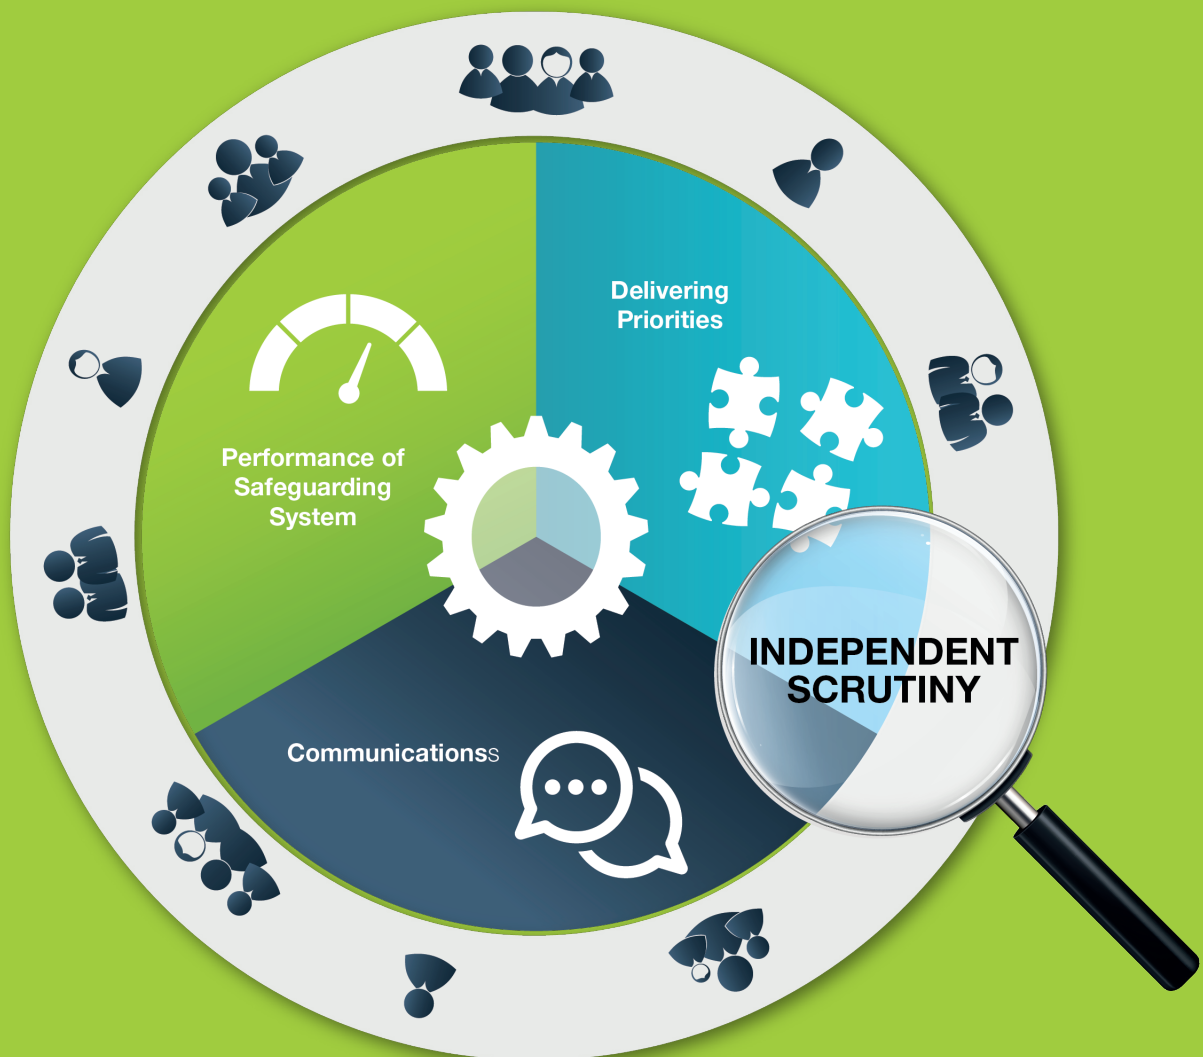 Delivering
Priorities
Performance of
Safeguarding
System
INDEPENDENT
SCRUTINY
Communicationss